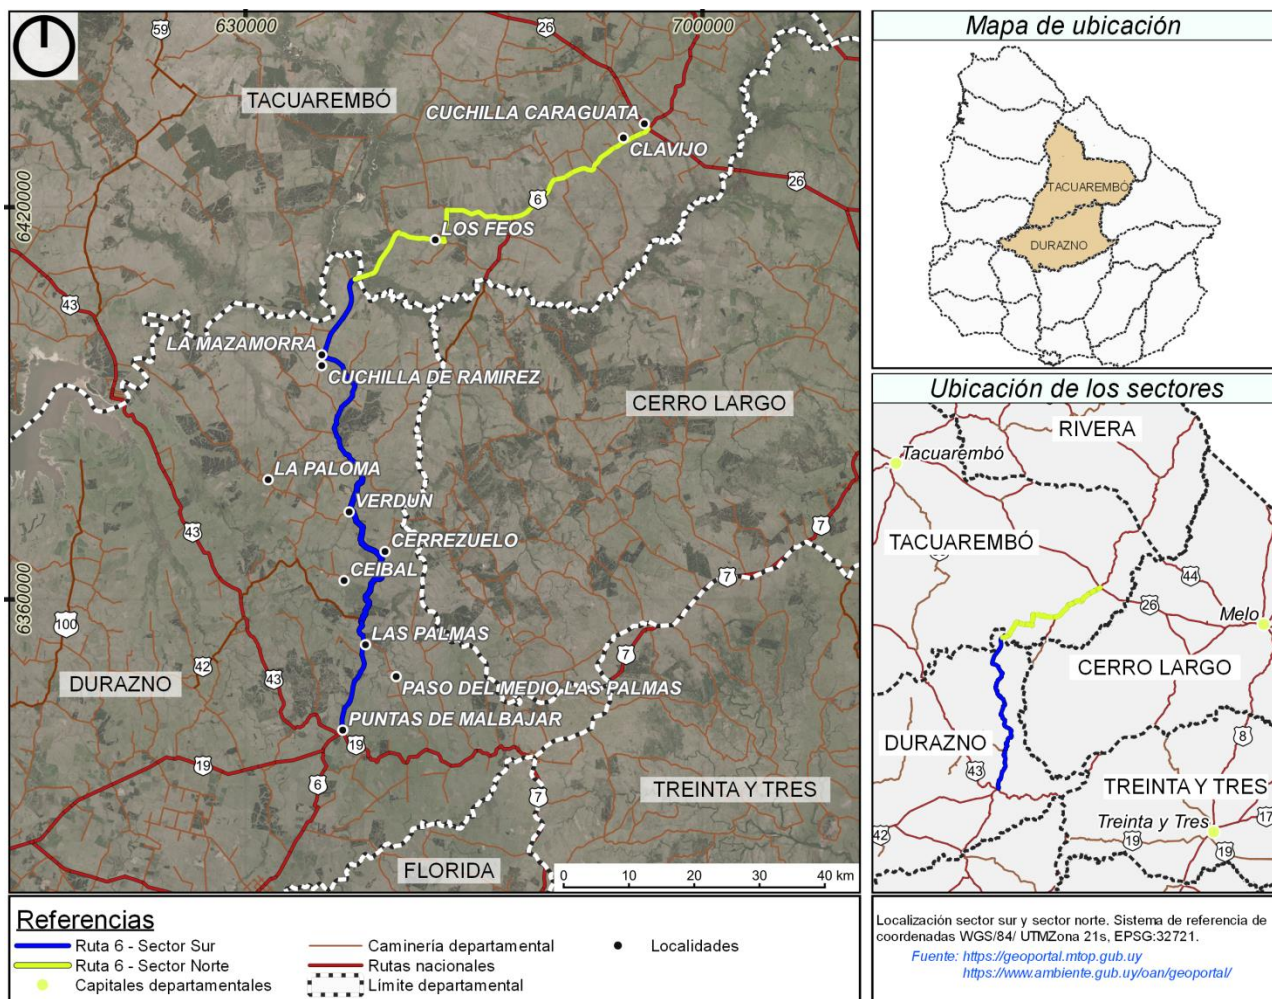 630000
700000
59
26
TACUAREMBÓ
CUCHILLA CARAGUATA
CLAVIJO
6420000
26
6
LOS FEOS
43
LA MAZAMORRA
CUCHILLA DE RAMIREZ
CERRO LARGO
LA PALOMA
VERDUN
43
7
CERREZUELO
CEIBAL
7
6360000
100
LAS PALMAS
7
42
43
DURAZNO
PASO DEL MEDIO LAS PALMAS
PUNTAS DE MALBAJAR
19
19
6
7
TREINTA Y TRES
FLORIDA
0 10 20 30 40 km
Mapa de ubicación
TACUAREMBÓ
DURAZNO
Ubicación de los sectores
RIVERA
Tacuarembó
TACUAREMBÓ
44
26
Melo
CERRO LARGO
DURAZNO
8
43
TREINTA Y TRES
Treinta y Tres
17
42
19
19
Referencias
Ruta 6 - Sector Sur
Ruta 6 - Sector Norte
Capitales departamentales
Caminería departamental
Rutas nacionales
Límite departamental
Localidades
Localización sector sur y sector norte. Sistema de referencia de
coordenadas WGS/84/ UTMZona 21s, EPSG:32721.
Fuente: https://geoportal.mtop.gub.uy
https://www.ambiente.gub.uy/oan/geoportal/